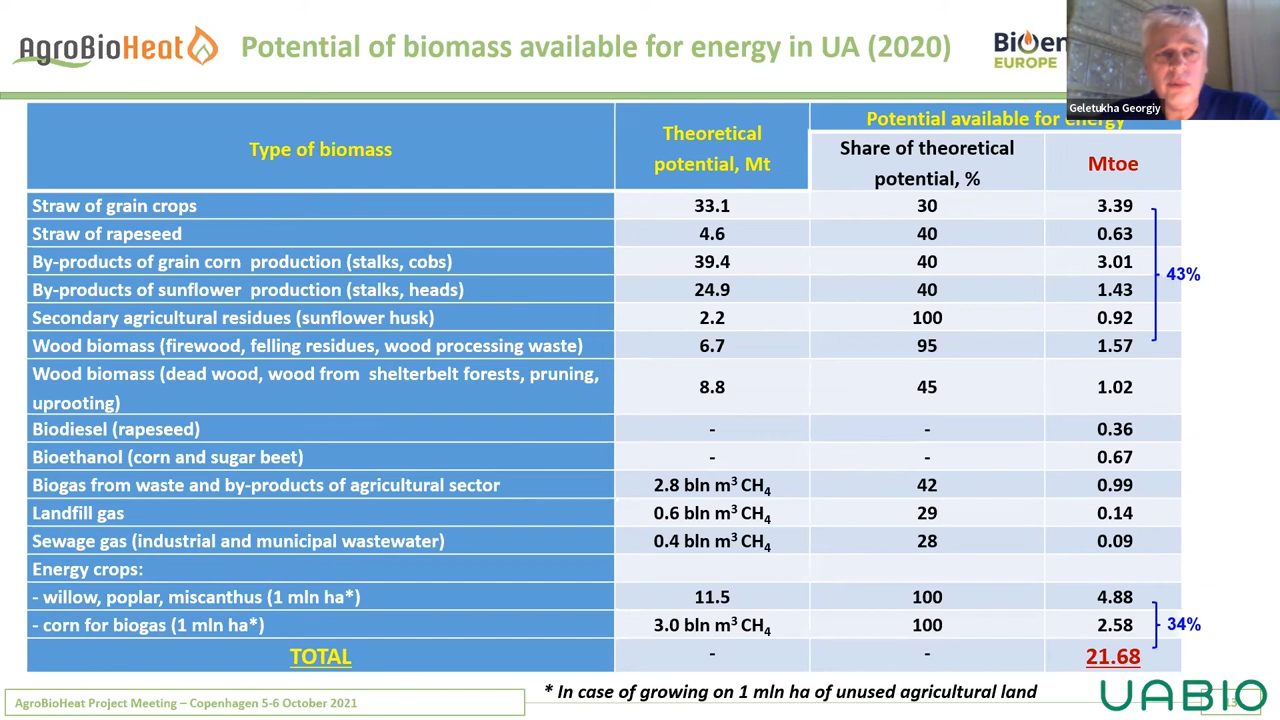 AgroBioHeat
Potential of biomass available for energy in UA (2020)
EUROPE
Geletukha Georgiy
Type of biomass
Theoretical potential, Mt
Potential available for energy
Share of theoretical potential, %
Mtoe
Straw of grain crops 33.1 30 3.39
Straw of rapeseed 4.6 40 0.63
By-products of grain corn production (stalks, cobs) 39.4 40 3.01
By-products of sunflower production (stalks, heads) 24.9 40 1.43
Secondary agricultural residues (sunflower husk) 2.2 100 0.92
43%
Wood biomass (firewood, felling residues, wood processing waste) 6.7 95 1.57
Wood biomass (dead wood, wood from shelterbelt forests, pruning, uprooting) 8.8 45 1.02
Biodiesel (rapeseed) - - 0.36
Bioethanol (corn and sugar beet) - - 0.67
Biogas from waste and by-products of agricultural sector 2.8 bln m³ CH₄ 42 0.99
Landfill gas 0.6 bln m³ CH₄ 29 0.14
Sewage gas (industrial and municipal wastewater) 0.4 bln m³ CH₄ 28 0.09
Energy crops:
- willow, poplar, miscanthus (1 mln ha*) 11.5 100 4.88
- corn for biogas (1 mln ha*) 3.0 bln m³ CH₄ 100 2.58
34%
TOTAL - - 21.68
* In case of growing on 1 mln ha of unused agricultural land
AgroBioHeat Project Meeting – Copenhagen 5-6 October 2021
UABIO